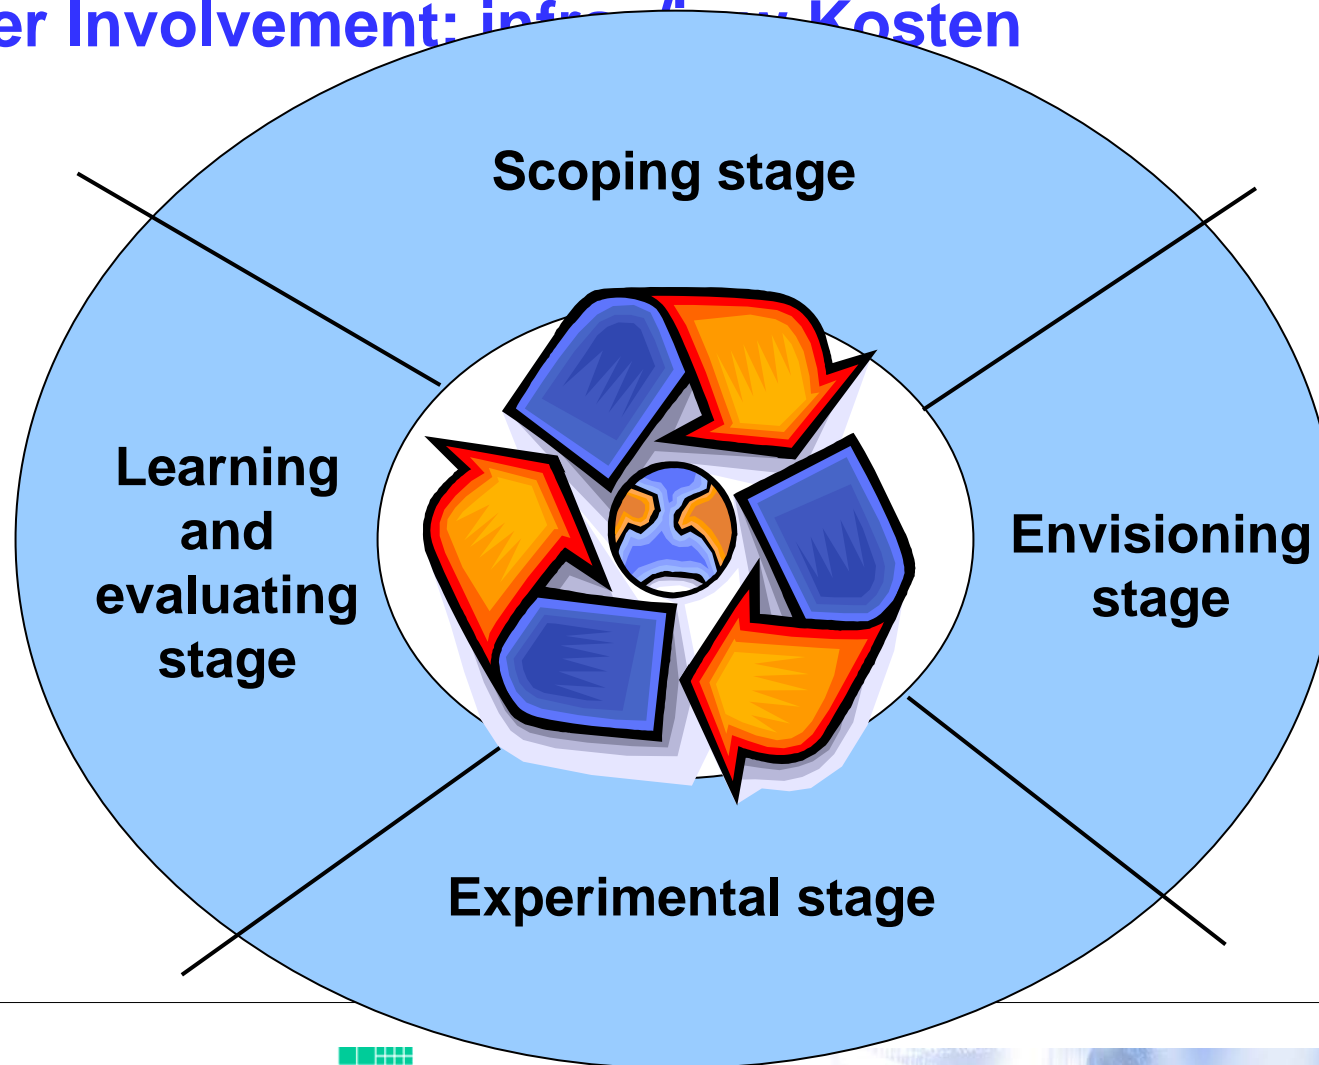 er Involvement: Kosten
Scoping stage
Learning
and
evaluating
stage
Envisioning
stage
Experimental stage